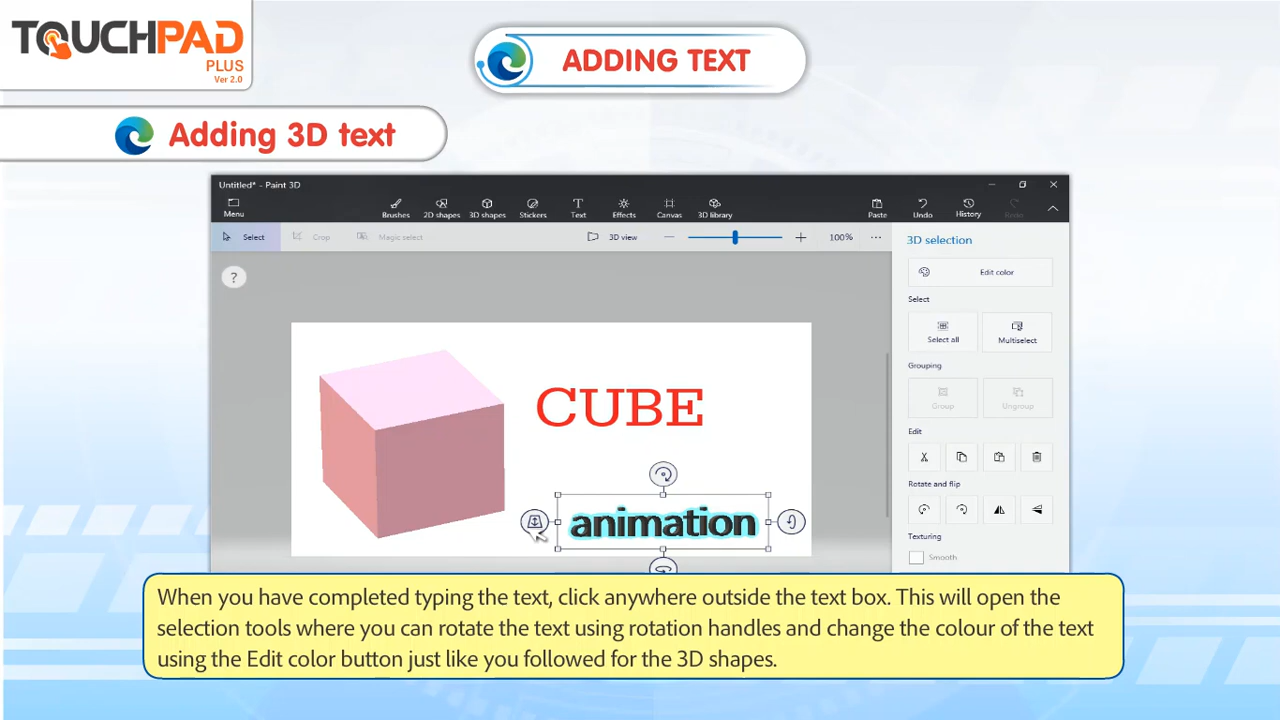 TOUCHPAD
PLUS
Ver 2.0
ADDING TEXT
Adding 3D text
Untitled* - Paint 3D
Menu
Brushes
2D shapes
3D shapes
Stickers
Text
Effects
Canvas
3D library
Paste
Undo
History
Redo
Select
Crop
Magic select
3D view
100%
3D selection
?
Edit color
Select
Select all
Multiselect
Grouping
Group
Ungroup
CUBE
Edit
Rotate and flip
animation
Texturing
Smooth
When you have completed typing the text, click anywhere outside the text box. This will open the
selection tools where you can rotate the text using rotation handles and change the colour of the text
using the Edit color button just like you followed for the 3D shapes.